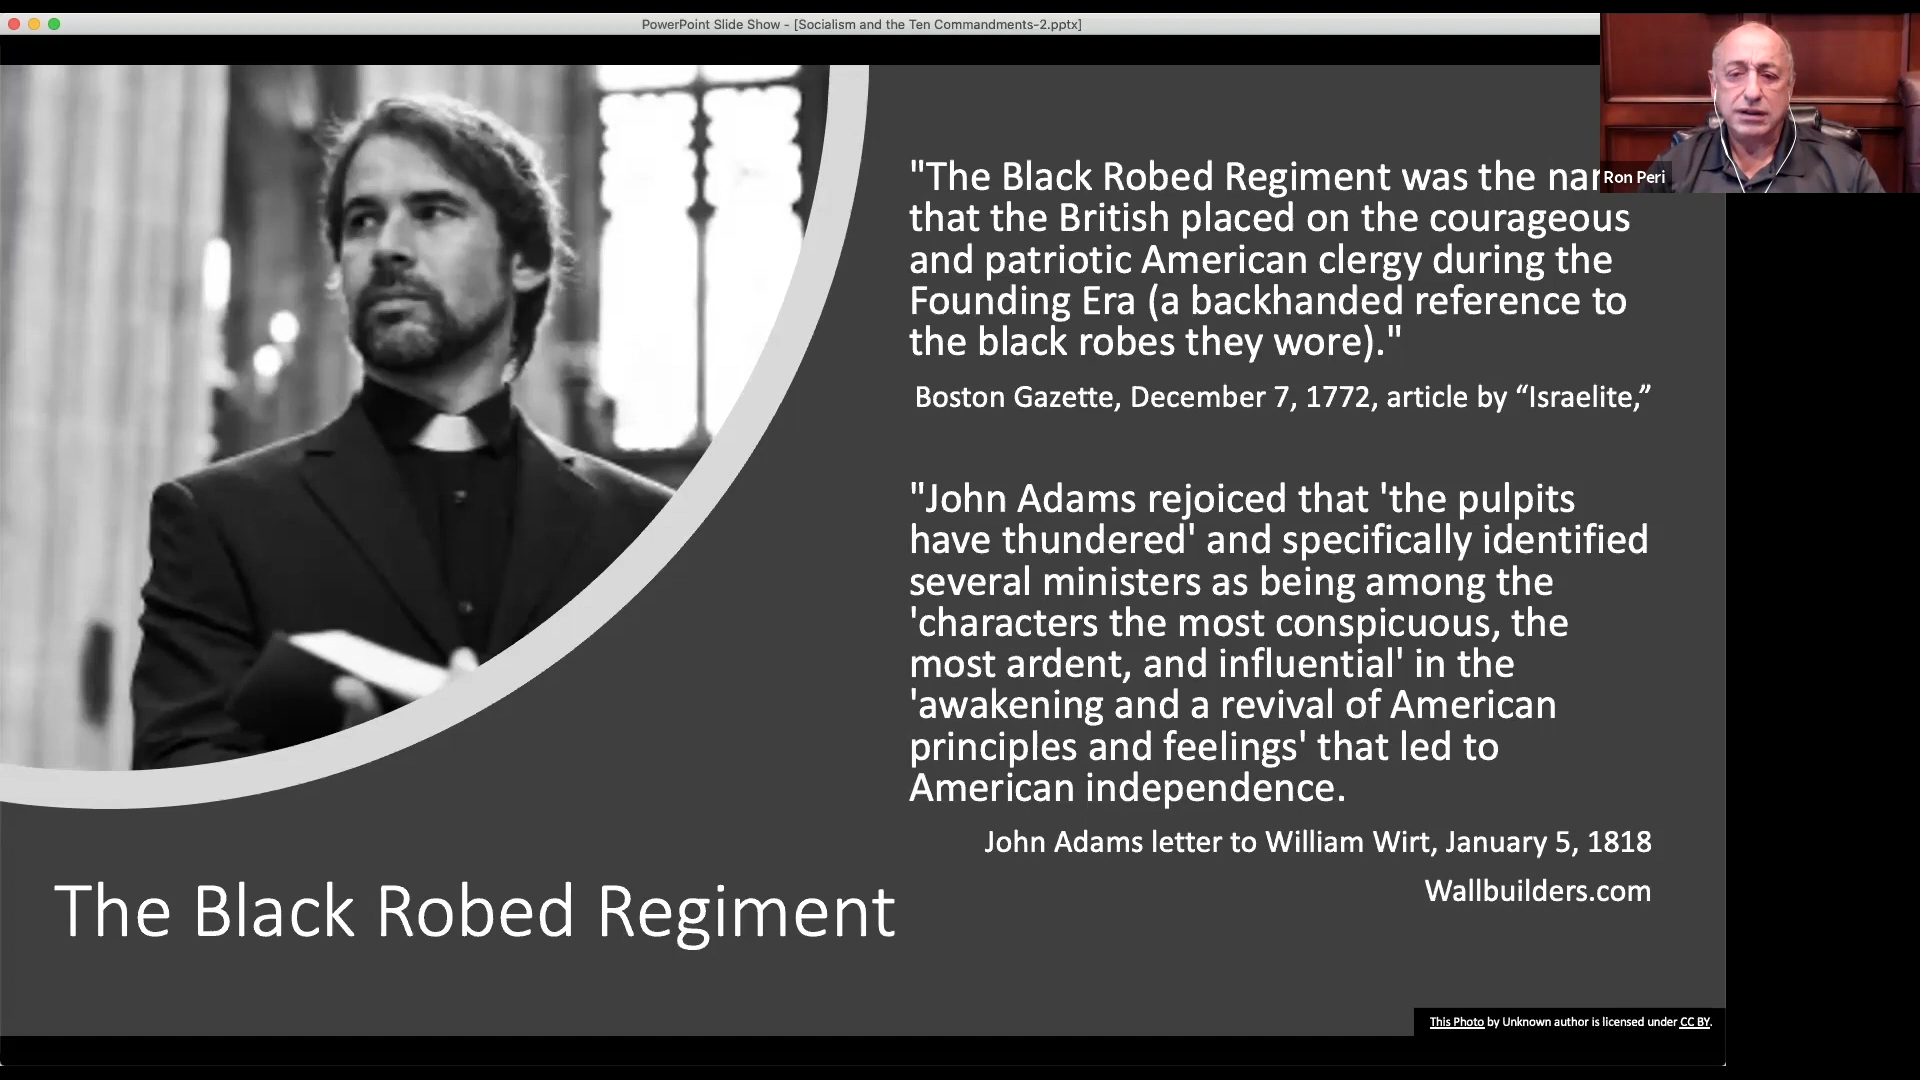 PowerPoint Slide Show - [Socialism and the Ten Commandments-2.pptx]
"The Black Robed Regiment was the
Ron Peri
that the British placed on the courageous
and patriotic American clergy during the
Founding Era (a backhanded reference to
the black robes they wore)."
Boston Gazette, December 7, 1772, article by “Israelite,”
"John Adams rejoiced that 'the pulpits
have thundered' and specifically identified
several ministers as being among the
'characters the most conspicuous, the
most ardent, and influential' in the
'awakening and a revival of American
principles and feelings' that led to
American independence.
John Adams letter to William Wirt, January 5, 1818
Wallbuilders.com
The Black Robed Regiment
This Photo by Unknown author is licensed under CC BY.